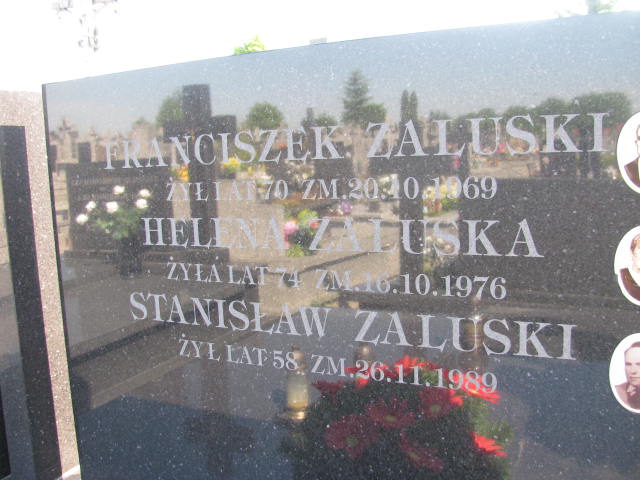 FRANCISZEK ZALUSKI
ŻYŁ LAT 70 ZM.20.10.1969
HELENA ZALUSKA
ŻYŁA LAT 74 ZM.16.10.1976
STANISŁAW ZALUSKI
ŻYŁ LAT 58 ZM.26.11.1989